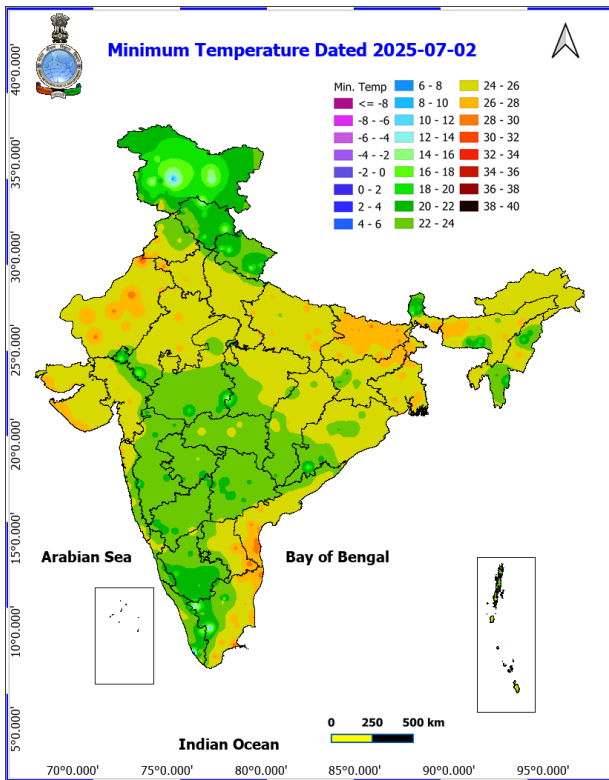 Minimum Temperature Dated 2025-07-02
Min. Temp
<= -8
-8 - -6
-6 - -4
-4 - -2
-2 - 0
0 - 2
2 - 4
4 - 6
6 - 8
8 - 10
10 - 12
12 - 14
14 - 16
16 - 18
18 - 20
20 - 22
22 - 24
24 - 26
26 - 28
28 - 30
30 - 32
32 - 34
34 - 36
36 - 38
38 - 40
40°0.000'
35°0.000'
30°0.000'
25°0.000'
20°0.000'
15°0.000'
10°0.000'
5°0.000'
Arabian Sea
Bay of Bengal
Indian Ocean
0 250 500 km
70°0.000' 75°0.000' 80°0.000' 85°0.000' 90°0.000' 95°0.000'